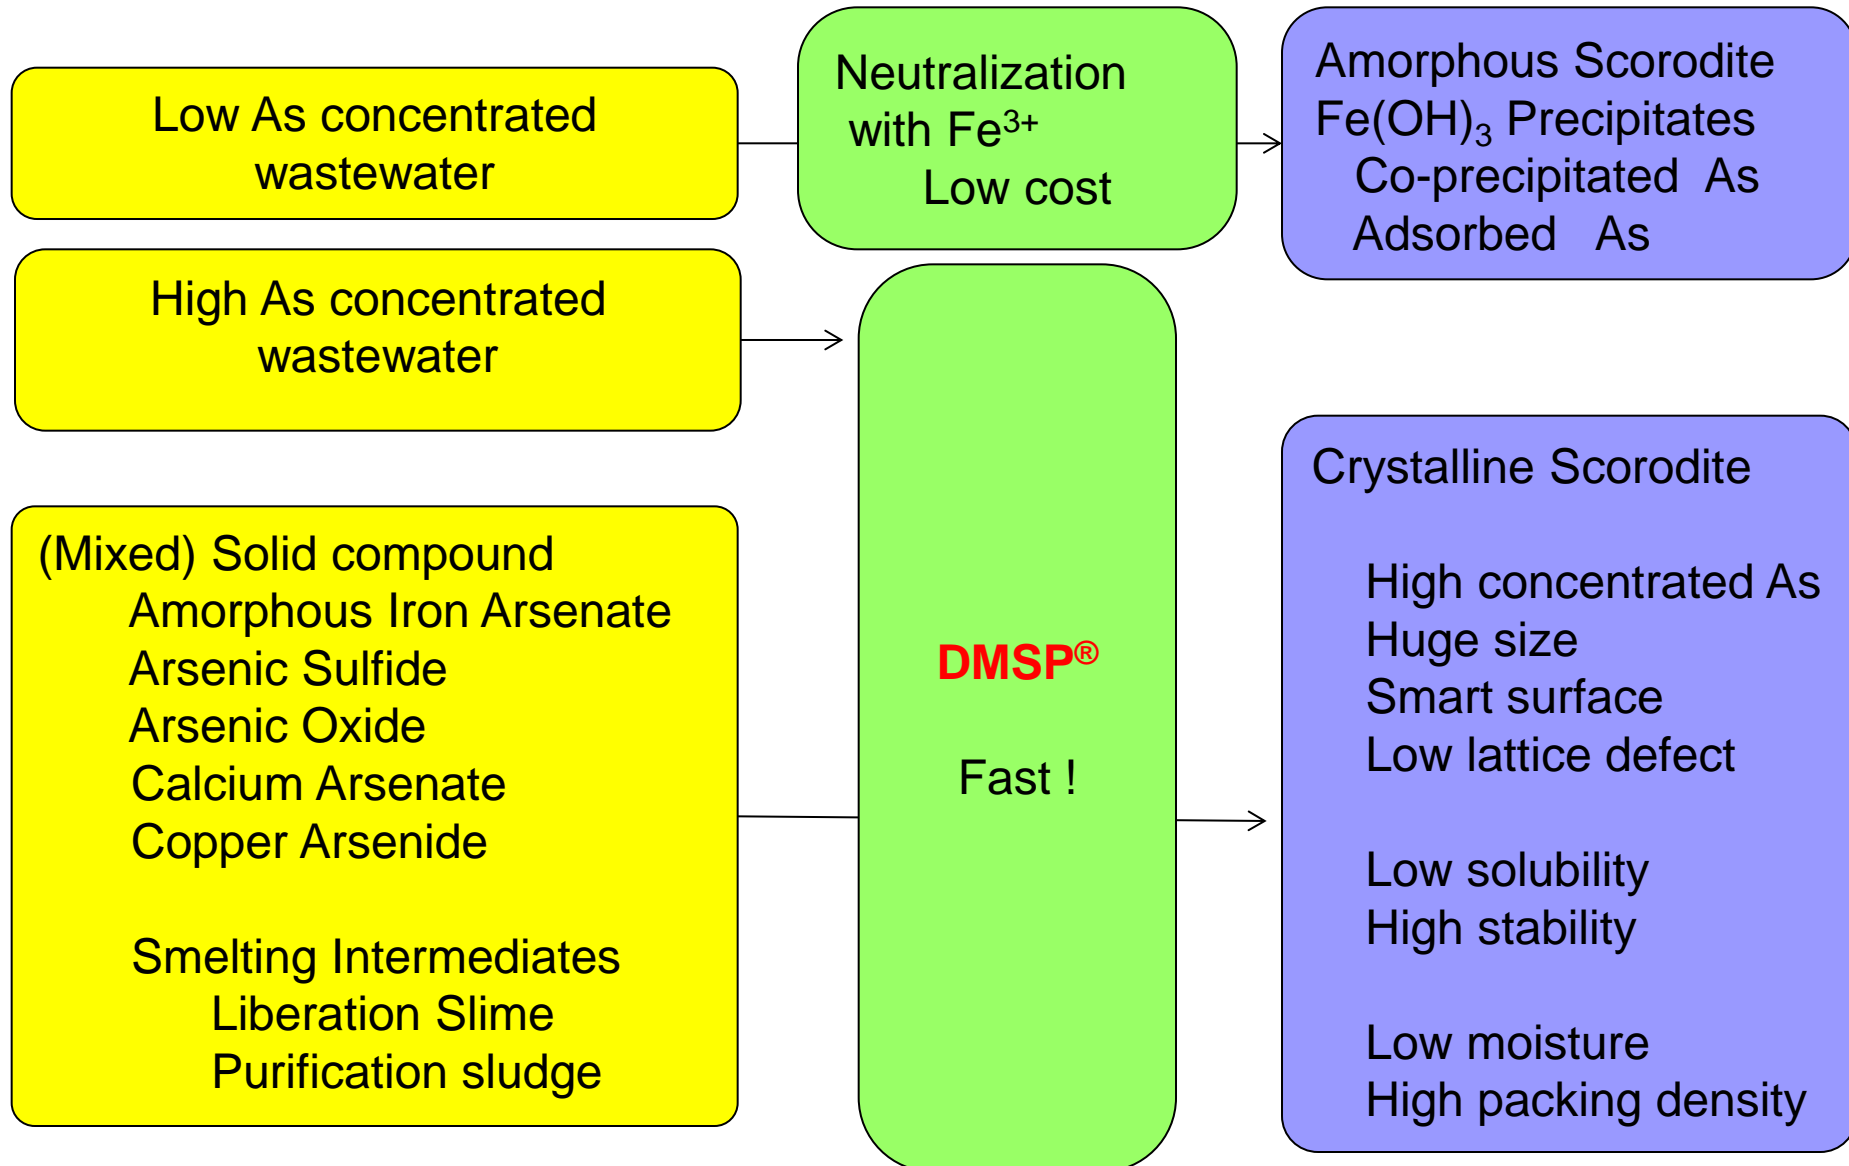 Low As concentrated
wastewater
Neutralization
with Fe³⁺
Low cost
Amorphous Scorodite
Fe(OH)₃ Precipitates
Co-precipitated As
Adsorbed As
High As concentrated
wastewater
(Mixed) Solid compound
Amorphous Iron Arsenate
Arsenic Sulfide
Arsenic Oxide
Calcium Arsenate
Copper Arsenide
Smelting Intermediates
Liberation Slime
Purification sludge
DMSP®
Fast !
Crystalline Scorodite
High concentrated As
Huge size
Smart surface
Low lattice defect
Low solubility
High stability
Low moisture
High packing density